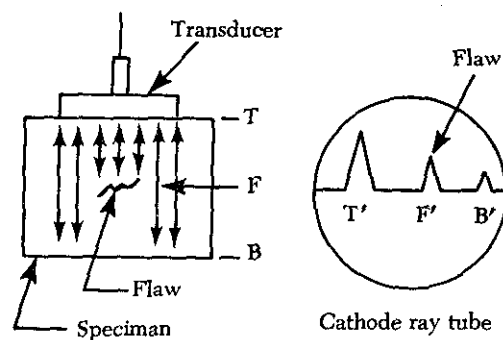 Transducer
T
F
B
Flaw
Speciman
Flaw
T' F' B'
Cathode ray tube